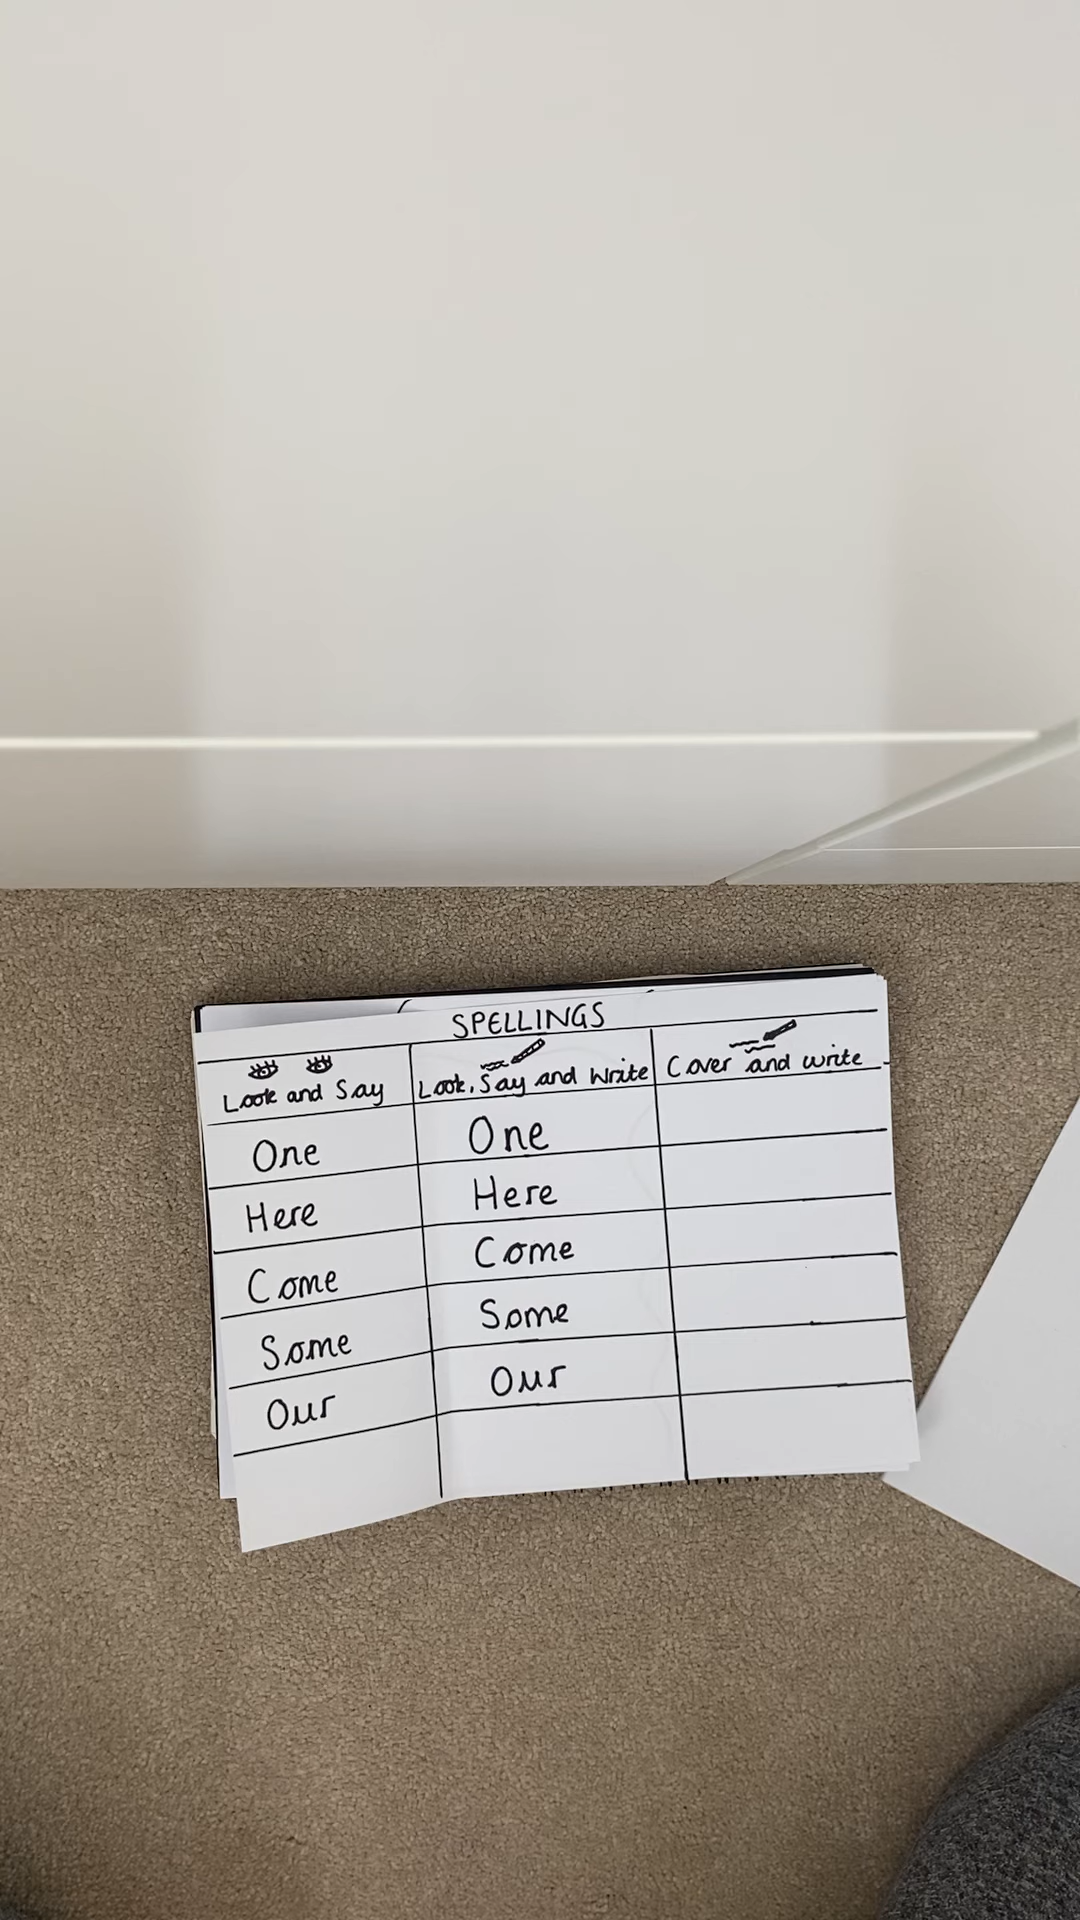 SPELLINGS
Look and Say Look, Say and Write Cover and write
One One
Here Here
Come Come
Some Some
Our Our